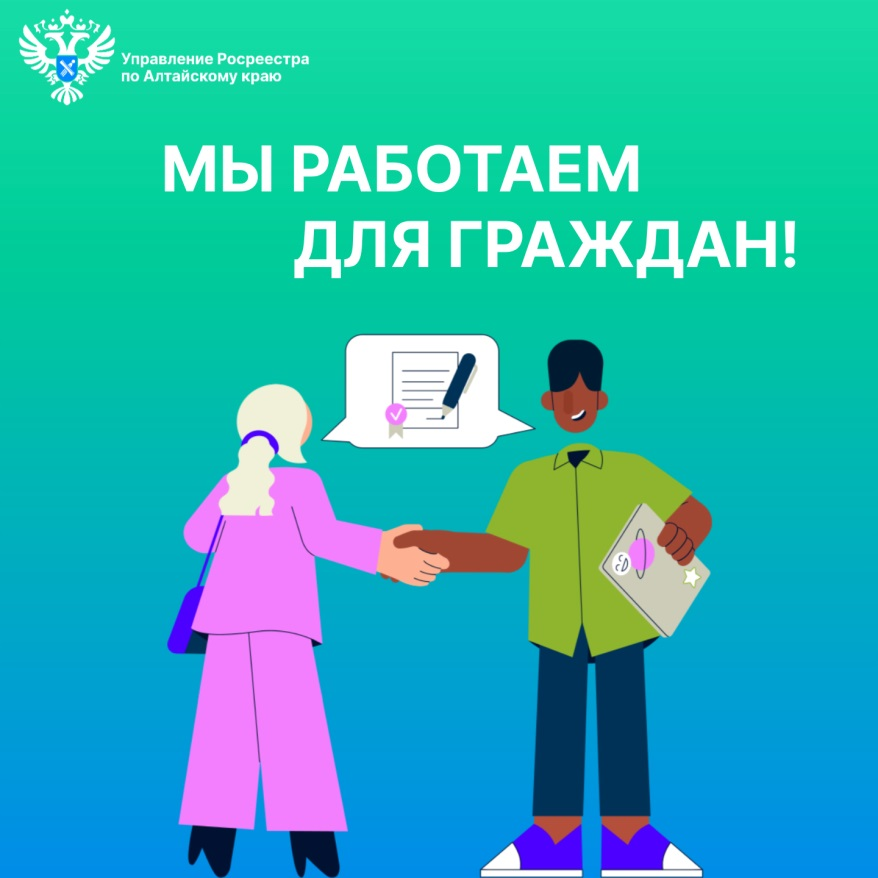 Управление Росреестра
по Алтайскому краю
МЫ РАБОТАЕМ
ДЛЯ ГРАЖДАН!